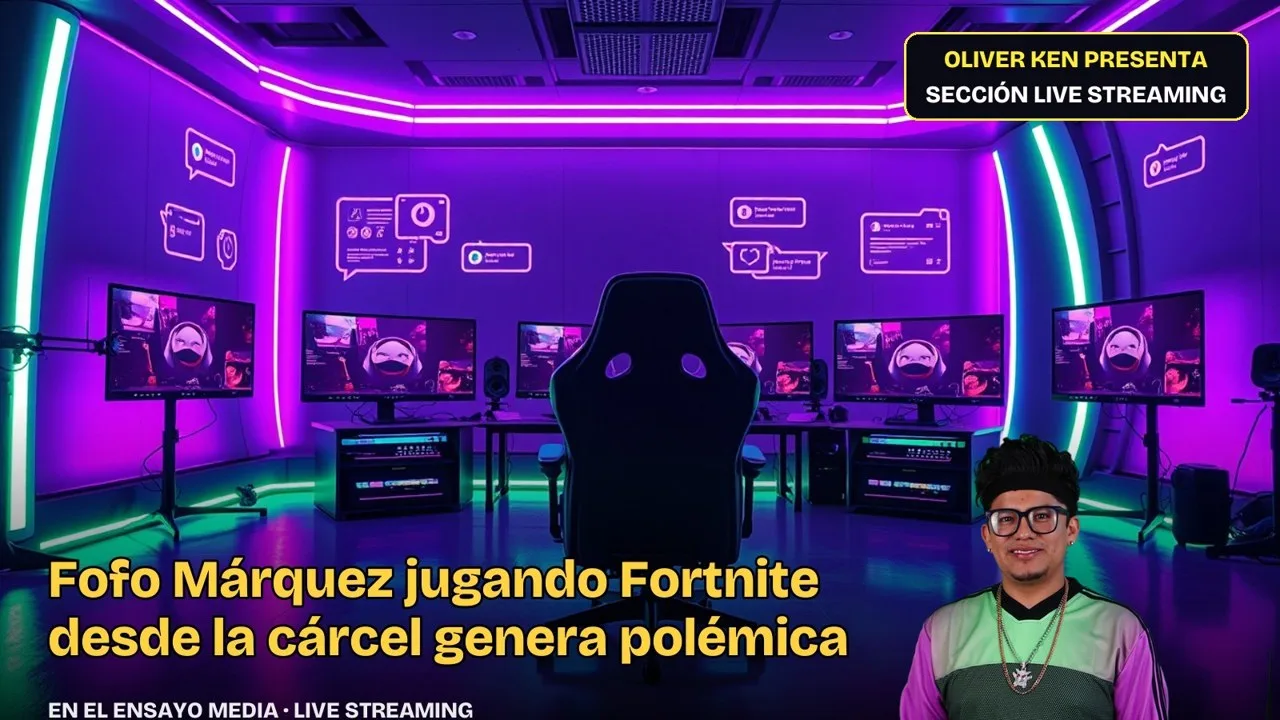 OLIVER KEN PRESENTA
SECCIÓN LIVE STREAMING
Fofo Márquez jugando Fortnite
desde la cárcel genera polémica
EN EL ENSAYO MEDIA · LIVE STREAMING